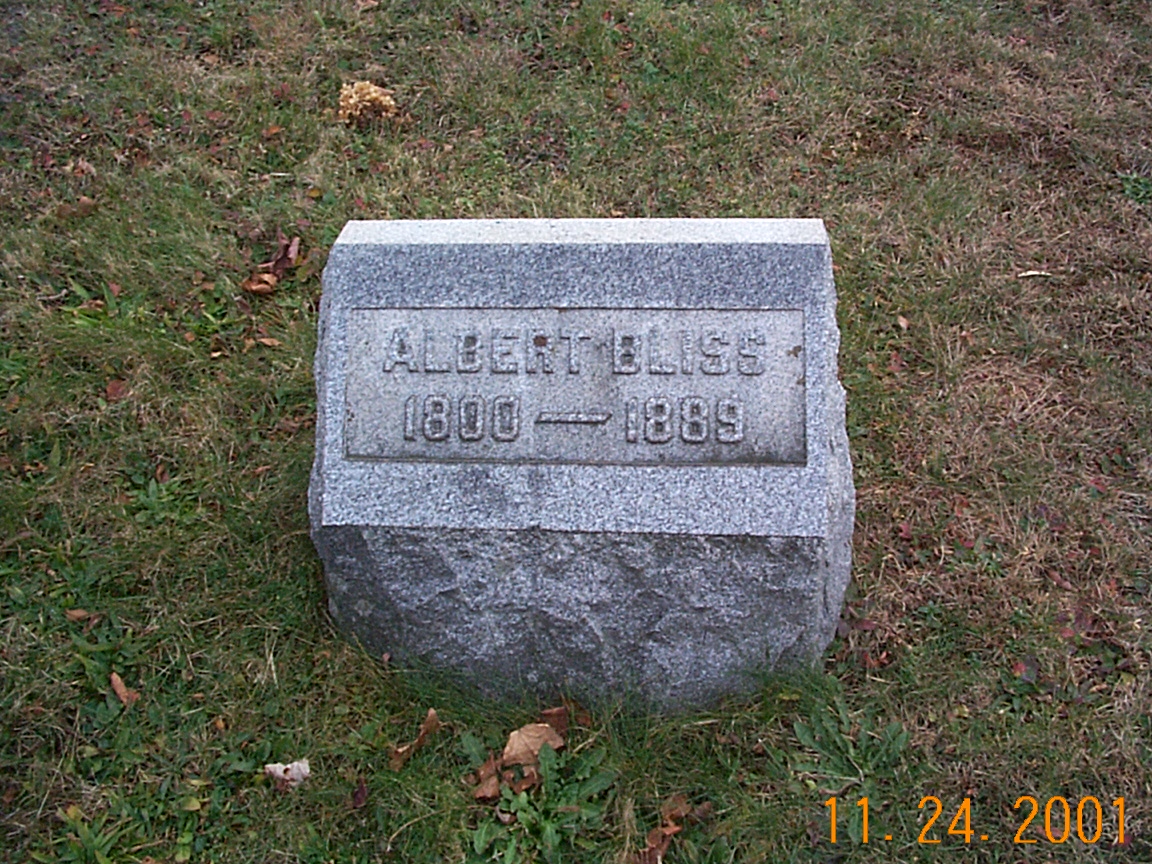 ALBERT BLISS
1800 — 1889
11. 24. 2001